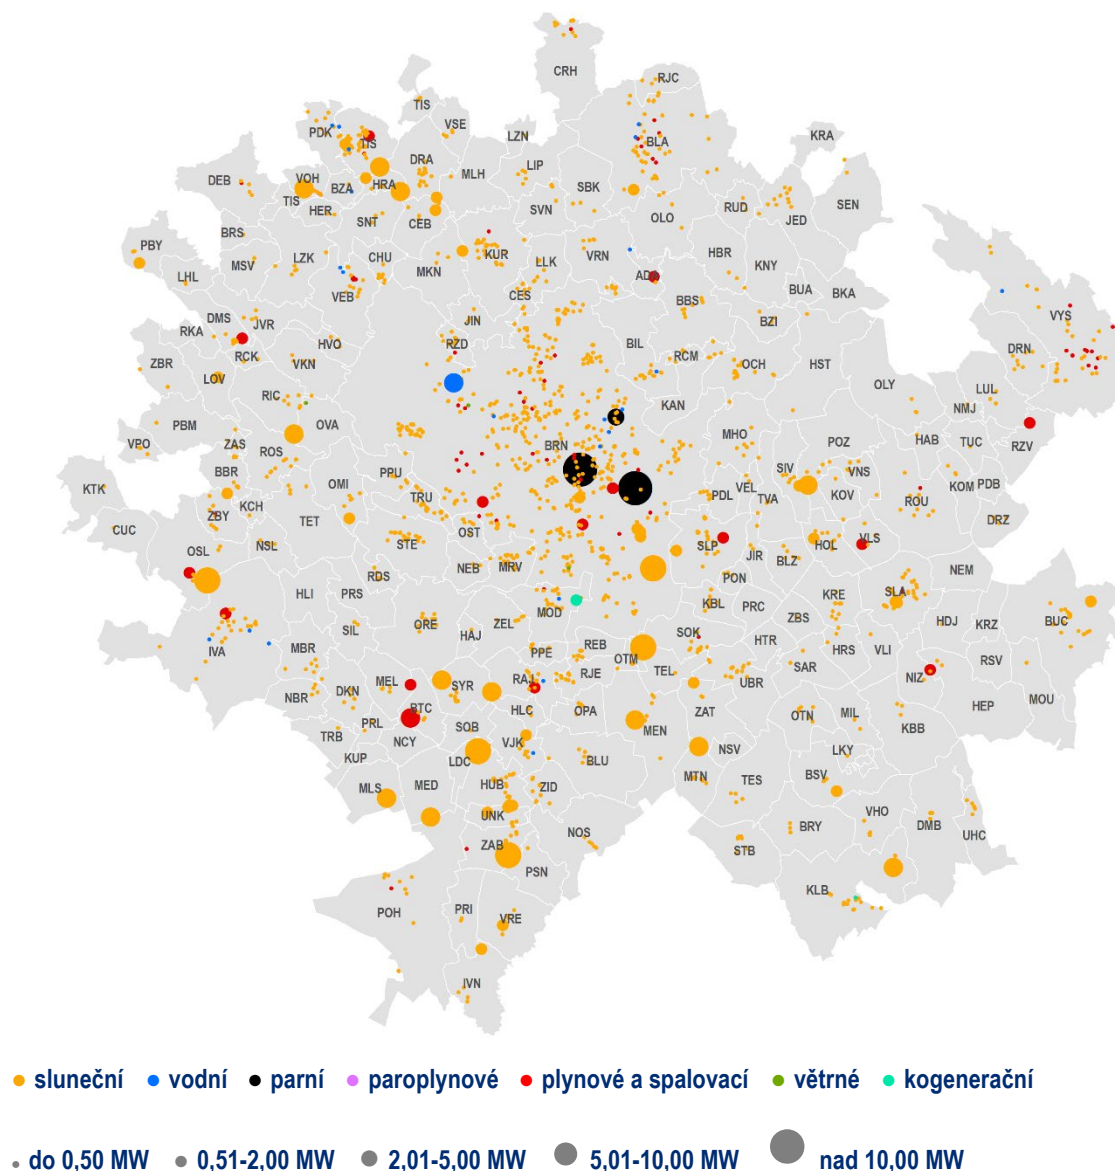 CRH
RJC
TIS
VSE
LZN
KRA
PDK
TIS
BLA
DRA
LIP
MLH
DEB
VOH
BZA
HRA
SBK
SEN
TIS
HER
SNT
CEB
SVN
OLO
RUD
JED
BRS
PBY
MSV
LZK
CHU
MKN
KUR
LLK
VRN
HBR
KNY
LHL
VEB
CES
ADA
BBS
BUA
BKA
DMS
JVR
JIN
BZI
VYS
RKA
RCK
HVO
RZD
BIL
RCM
DRN
ZBR
VKN
OCH
HST
LOV
OLY
LUL
RIC
KAN
NMJ
PBM
OVA
VPO
ZAS
ROS
BRN
MHO
POZ
HAB
TUC
RZV
BBR
PPU
SIV
VNS
KTK
OMI
VEL
KOM
PDB
KCH
TRU
PDL
TVA
KOV
ROU
ZBY
TET
DRZ
CUC
OST
OSL
NSL
STE
SLP
JIR
BLZ
HOL
VLS
NEB
MRV
RDS
PON
NEM
HLI
PRS
KBL
PRC
KRE
SLA
MOD
ZBS
ORE
ZEL
HDJ
KRZ
BUC
SIL
HAJ
SOK
HTR
IVA
MBR
PPE
REB
HRS
VLI
OTM
SAR
RSV
MEL
SYR
RAJ
RJE
TEL
UBR
NIZ
NBR
DKN
MOU
HLC
OPA
ZAT
OTN
MIL
HEP
PRL
BTC
SOB
MEN
KBB
TRB
NCY
VJK
NSV
LKY
KUP
LDC
BLU
MLS
MED
HUB
ZID
MTN
TES
BSV
UNK
VHO
DMB
NOS
BRY
UHC
ZAB
PSN
STB
KLB
POH
PRI
VRE
IVN
sluneční vodní parní paroplynové plynové a spalovací větrné kogenerační
do 0,50 MW 0,51-2,00 MW 2,01-5,00 MW 5,01-10,00 MW nad 10,00 MW